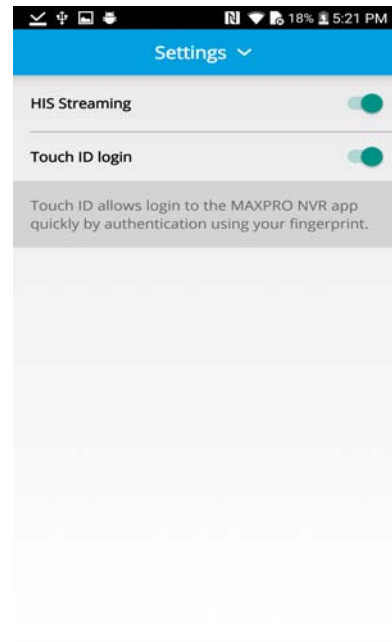 18% 5:21 PM
Settings
HIS Streaming
Touch ID login
Touch ID allows login to the MAXPRO NVR app
quickly by authentication using your fingerprint.